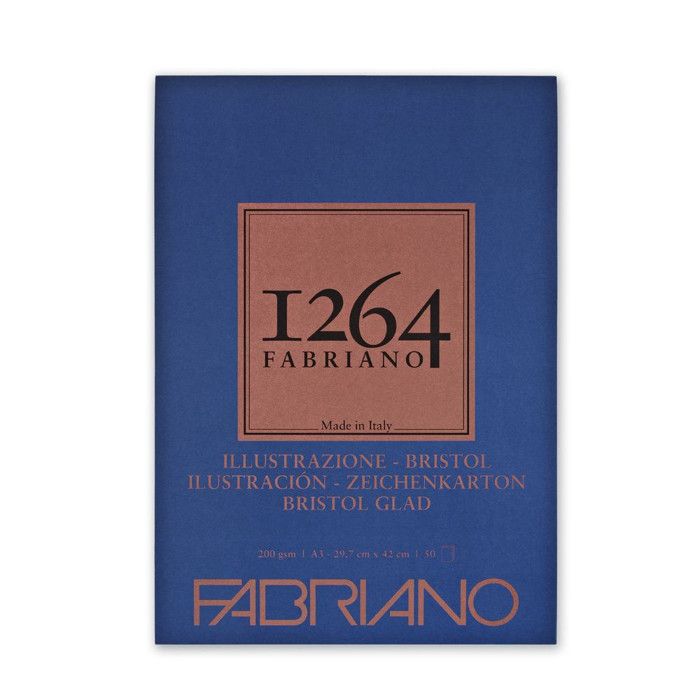 1264
FABRIANO
Made in Italy
ILLUSTRAZIONE - BRISTOL
ILUSTRACIÓN - ZEICHENKARTON
BRISTOL GLAD
200 gsm | A3 - 29.7 cm x 42 cm | 50
FABRIANO